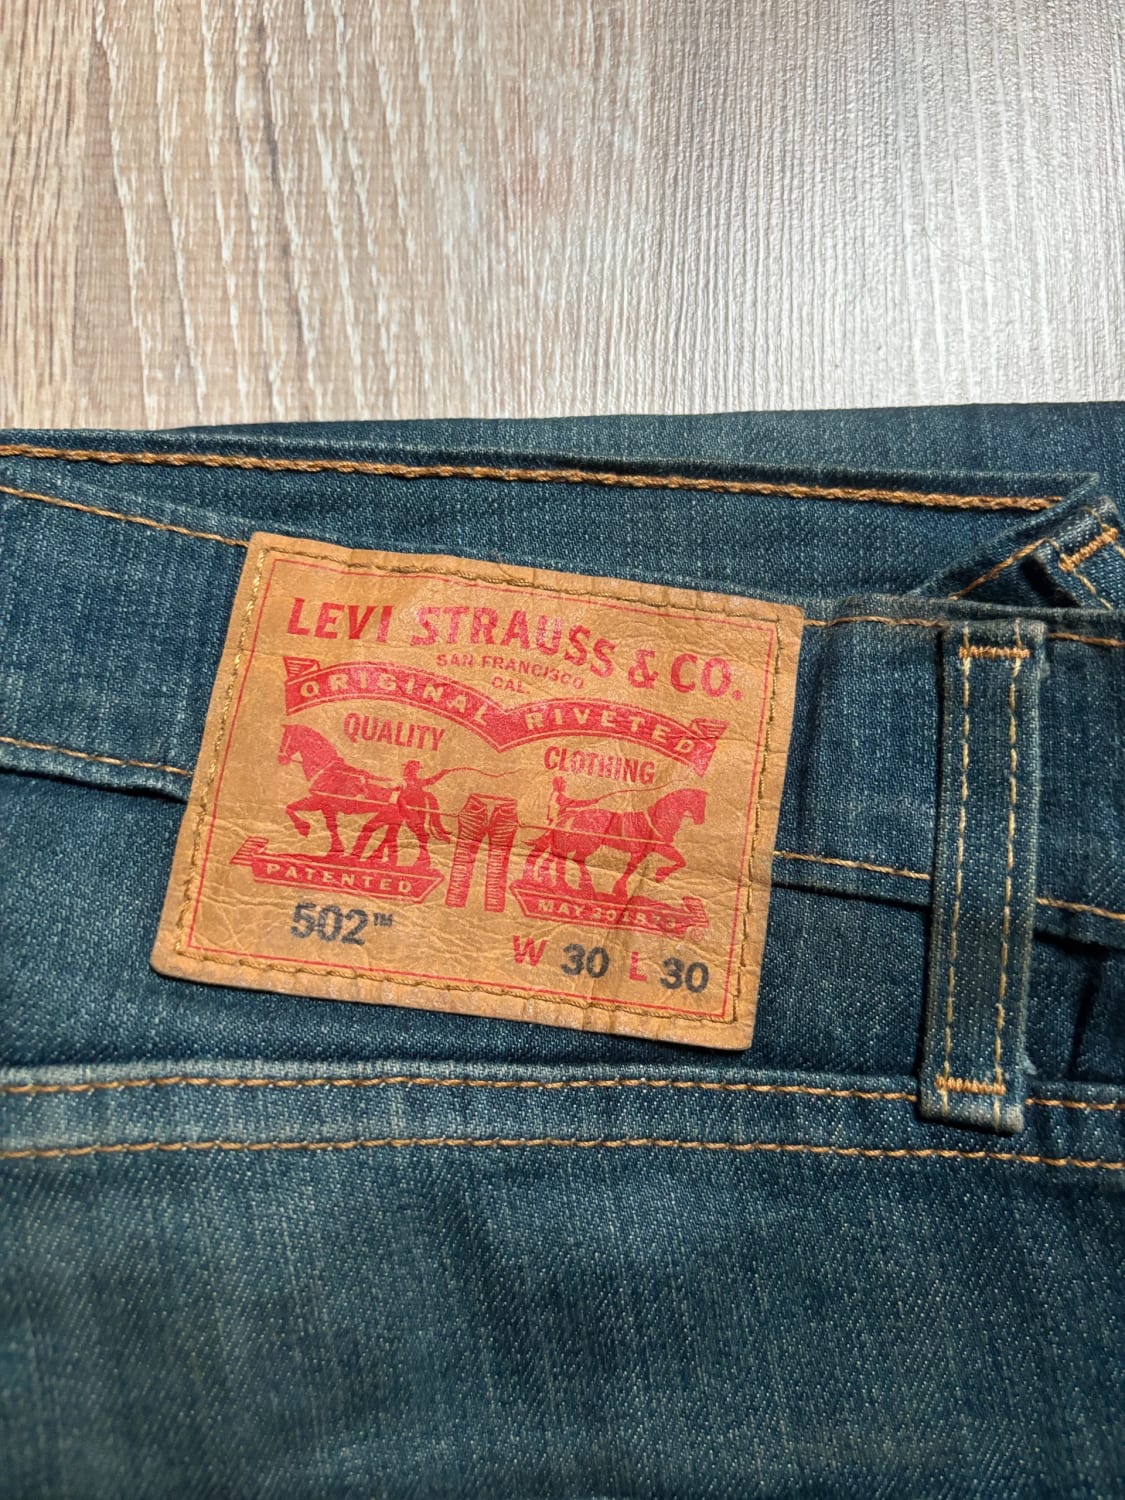 LEVI STRAUSS & CO.
SAN FRANCISCO
CAL.
ORIGINAL RIVETED
QUALITY
CLOTHING
PATENTED
MAY 20 1873
502™
W 30 L 30